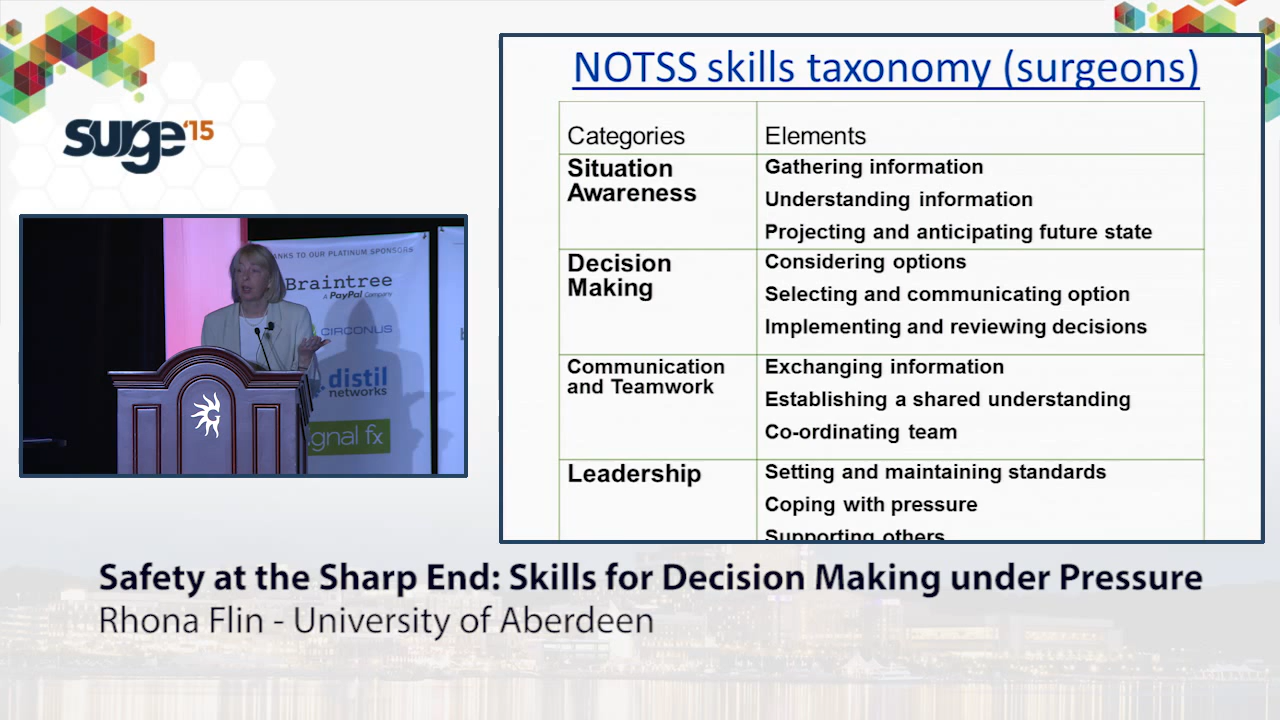 surge'15
NOTSS skills taxonomy (surgeons)
Categories
Elements
Situation
Awareness
Gathering information
Understanding information
Projecting and anticipating future state
Decision
Making
Considering options
Selecting and communicating option
Implementing and reviewing decisions
Communication
and Teamwork
Exchanging information
Establishing a shared understanding
Co-ordinating team
Leadership
Setting and maintaining standards
Coping with pressure
Supporting others
ANKS TO OUR PLATINUM SPONSORS
Braintree
A PayPal Company
CIRCONUS
distil
networks
gnal fx
Safety at the Sharp End: Skills for Decision Making under Pressure
Rhona Flin - University of Aberdeen